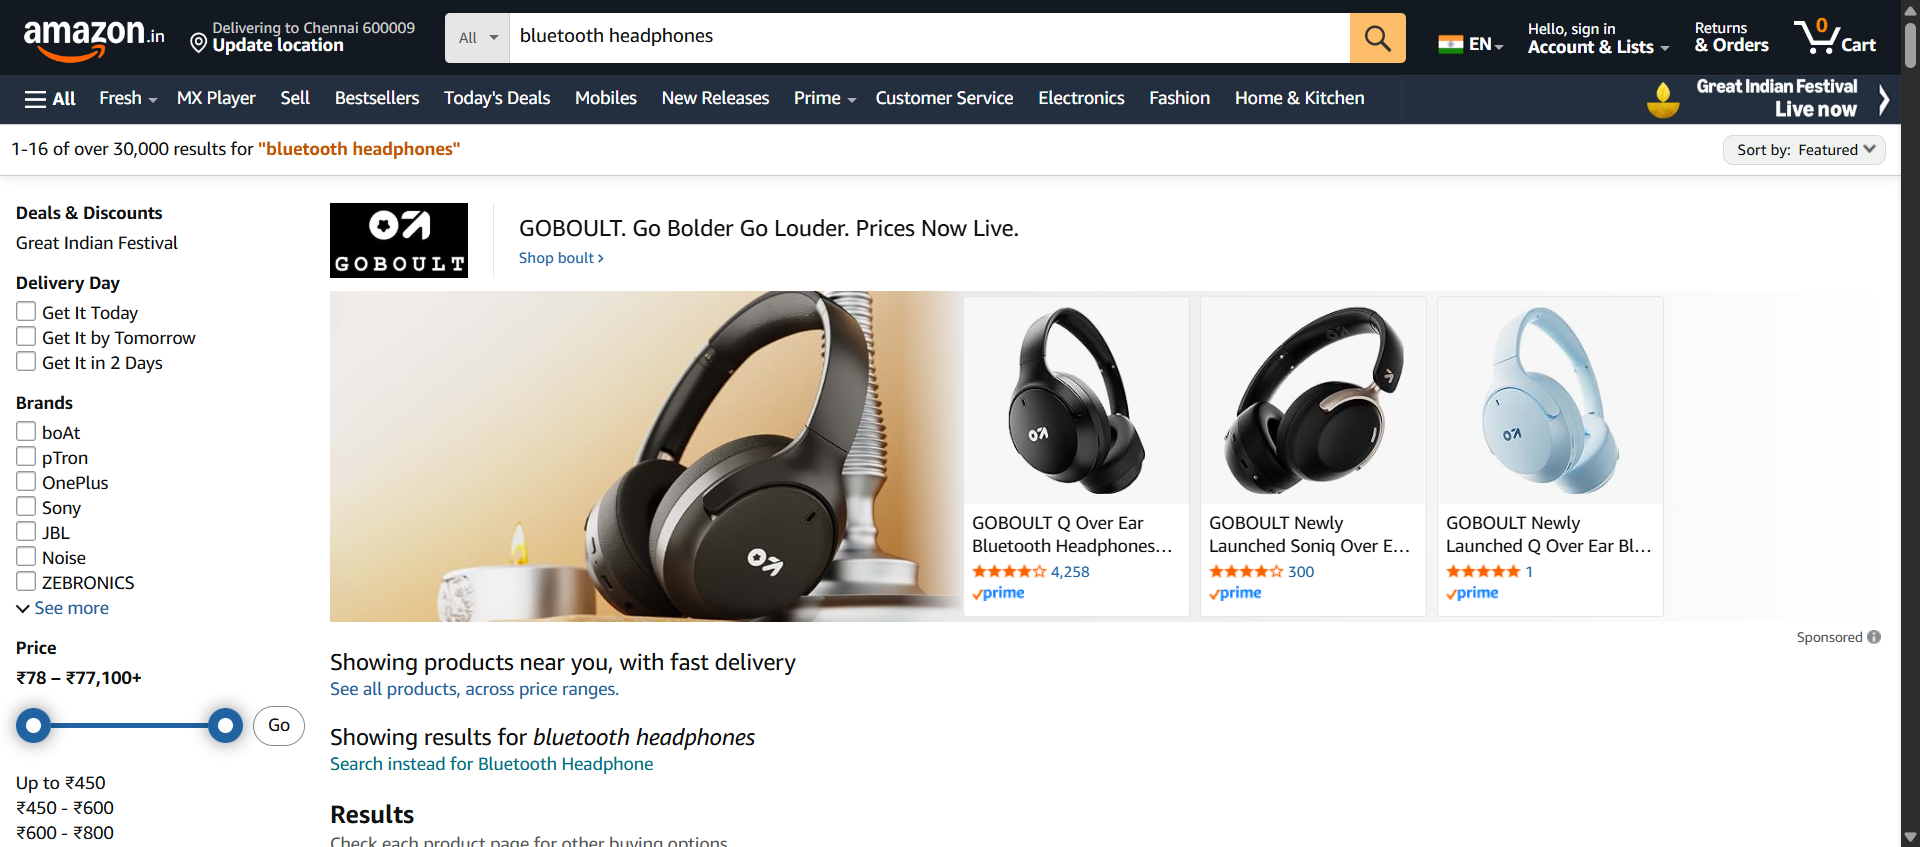 amazon.in
Delivering to Chennai 600009
Update location
All
bluetooth headphones
EN
Hello, sign in
Account & Lists
Returns
& Orders
0
Cart
All
Fresh
MX Player
Sell
Bestsellers
Today's Deals
Mobiles
New Releases
Prime
Customer Service
Electronics
Fashion
Home & Kitchen
Great Indian Festival
Live now
1-16 of over 30,000 results for "bluetooth headphones"
Sort by: Featured
Deals & Discounts
Great Indian Festival
Delivery Day
Get It Today
Get It by Tomorrow
Get It in 2 Days
Brands
boAt
pTron
OnePlus
Sony
JBL
Noise
ZEBRONICS
See more
Price
₹78 – ₹77,100+
Go
Up to ₹450
₹450 - ₹600
₹600 - ₹800
GOBOULT
GOBOULT. Go Bolder Go Louder. Prices Now Live.
Shop boult ›
GOBOULT Q Over Ear
Bluetooth Headphones…
4,258
prime
GOBOULT Newly
Launched Soniq Over E…
300
prime
GOBOULT Newly
Launched Q Over Ear Bl…
1
prime
Sponsored
Showing products near you, with fast delivery
See all products, across price ranges.
Showing results for bluetooth headphones
Search instead for Bluetooth Headphone
Results
Check each product page for other buying options.